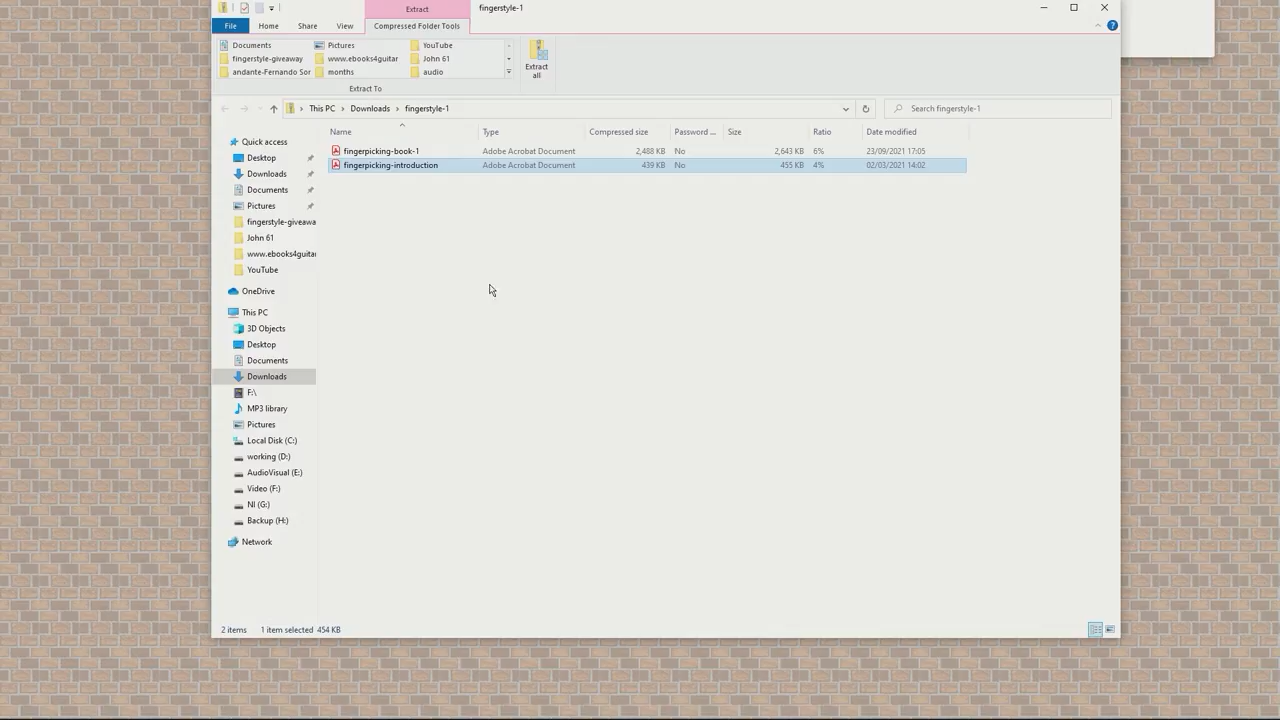 Extract
fingerstyle-1
File
Home
Share
View
Compressed Folder Tools
Documents
Pictures
YouTube
fingerstyle-giveaway
www.ebooks4guitar
John 61
andante-Fernando Sor
months
audio
Extract all
Extract To
This PC > Downloads > fingerstyle-1
Search fingerstyle-1
Name
Type
Compressed size
Password ...
Size
Ratio
Date modified
fingerpicking-book-1
Adobe Acrobat Document
2,488 KB
No
2,643 KB
6%
23/09/2021 17:05
fingerpicking-introduction
Adobe Acrobat Document
439 KB
No
455 KB
4%
02/03/2021 14:02
Quick access
Desktop
Downloads
Documents
Pictures
fingerstyle-giveawa
John 61
www.ebooks4guitar
YouTube
OneDrive
This PC
3D Objects
Desktop
Documents
Downloads
F:\
MP3 library
Pictures
Local Disk (C:)
working (D:)
AudioVisual (E:)
Video (F:)
NI (G:)
Backup (H:)
Network
2 items
1 item selected 454 KB